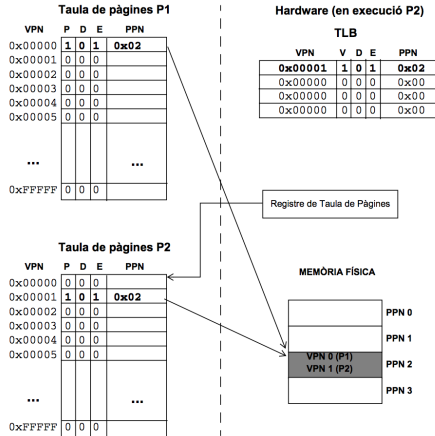 Taula de pàgines P1
VPN P D E PPN
0x00000 1 0 1 0x02
0x00001 0 0 0
0x00002 0 0 0
0x00003 0 0 0
0x00004 0 0 0
0x00005 0 0 0
... ...
0xFFFFF 0 0 0
Taula de pàgines P2
VPN P D E PPN
0x00000 0 0 0
0x00001 1 0 1 0x02
0x00002 0 0 0
0x00003 0 0 0
0x00004 0 0 0
0x00005 0 0 0
... ...
0xFFFFF 0 0 0
Hardware (en execució P2)
TLB
VPN V D E PPN
0x00001 1 0 1 0x02
0x00000 0 0 0 0x00
0x00000 0 0 0 0x00
0x00000 0 0 0 0x00
Registre de Taula de Pàgines
MEMÒRIA FÍSICA
PPN 0
PPN 1
VPN 0 (P1)
VPN 1 (P2)
PPN 2
PPN 3